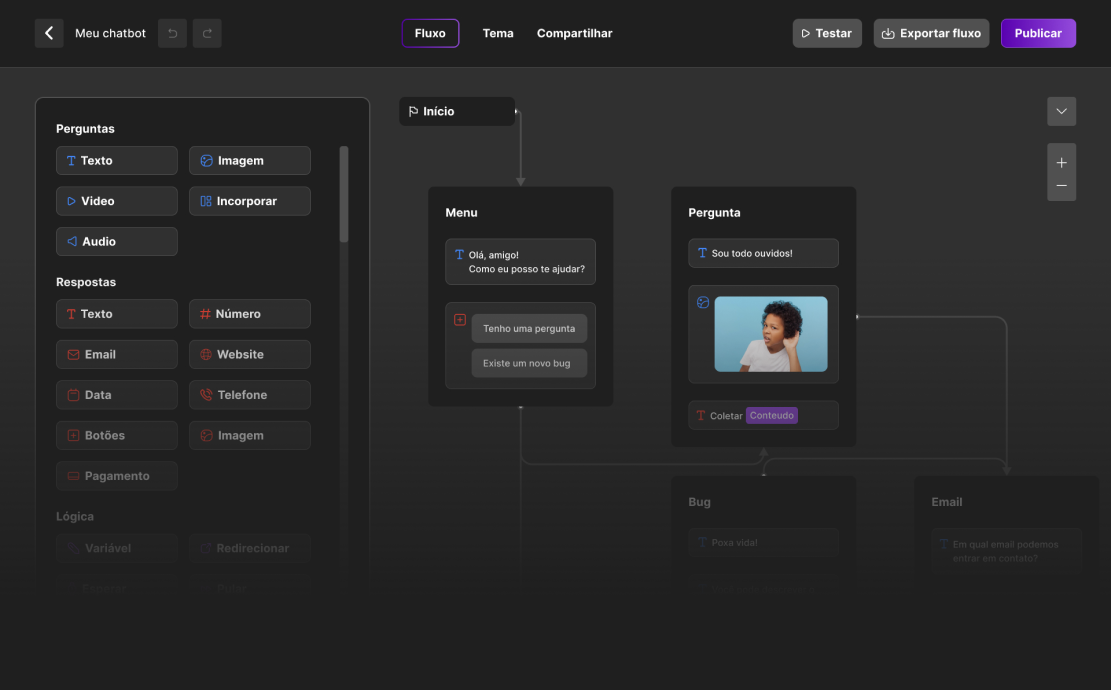 Meu chatbot
Fluxo
Tema
Compartilhar
Testar
Exportar fluxo
Publicar
Perguntas
Texto
Imagem
Video
Incorporar
Audio
Respostas
Texto
Número
Email
Website
Data
Telefone
Botões
Imagem
Pagamento
Lógica
Variável
Redirecionar
Início
Menu
Olá, amigo!
Como eu posso te ajudar?
Tenho uma pergunta
Existe um novo bug
Pergunta
Sou todo ouvidos!
Coletar Conteudo
Bug
Poxa vida!
Email
Em qual email podemos
entrar em contato?